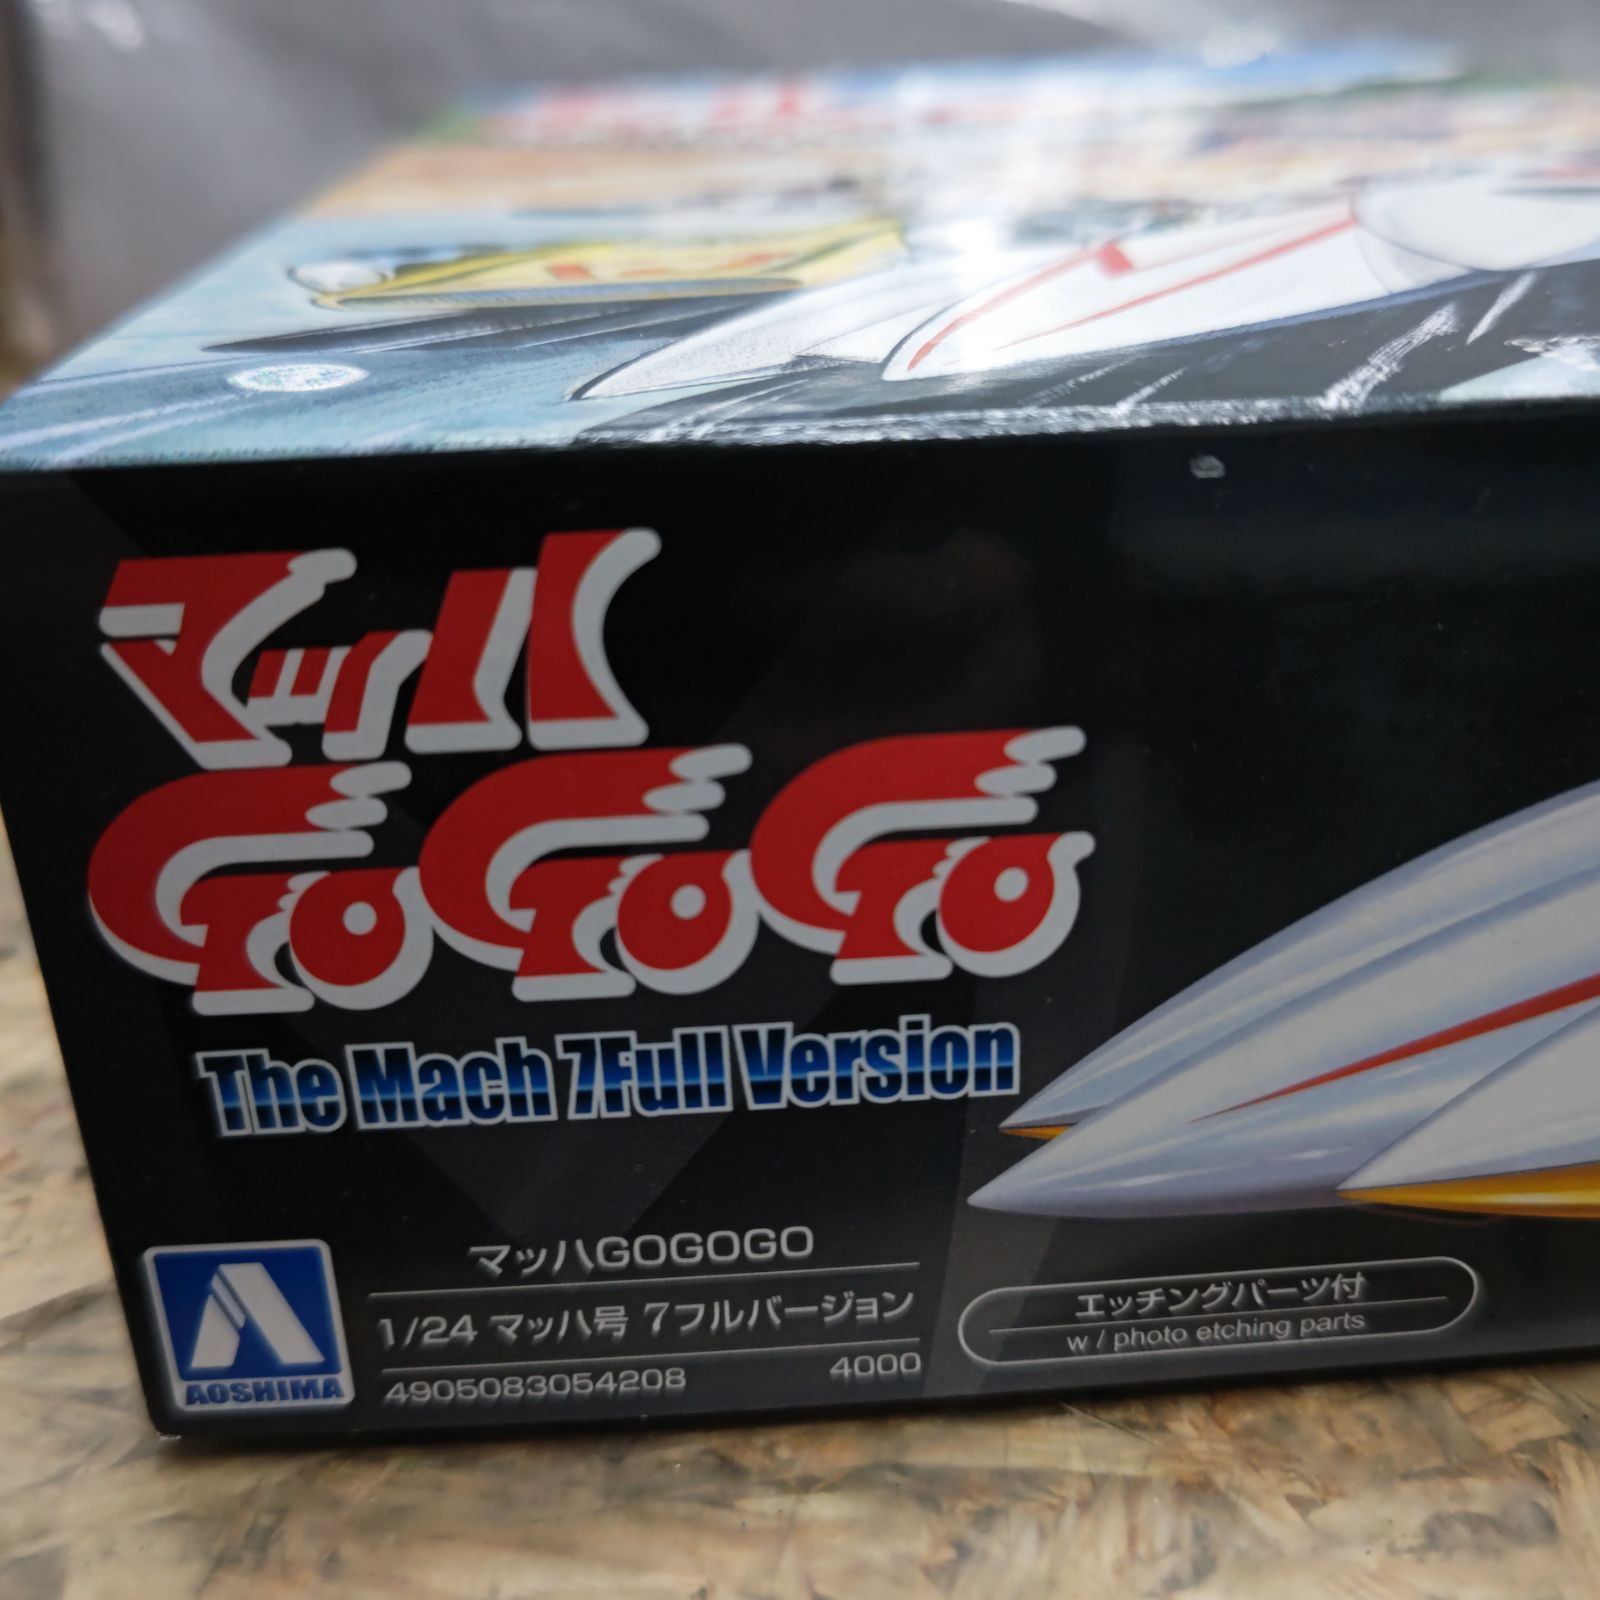 マッハ
GoGoGo
The Mach 7Full Version
マッハGOGOGO
1/24 マッハ号 7フルバージョン
4905083054208 4000
AOSHIMA
エッチングパーツ付
w / photo etching parts